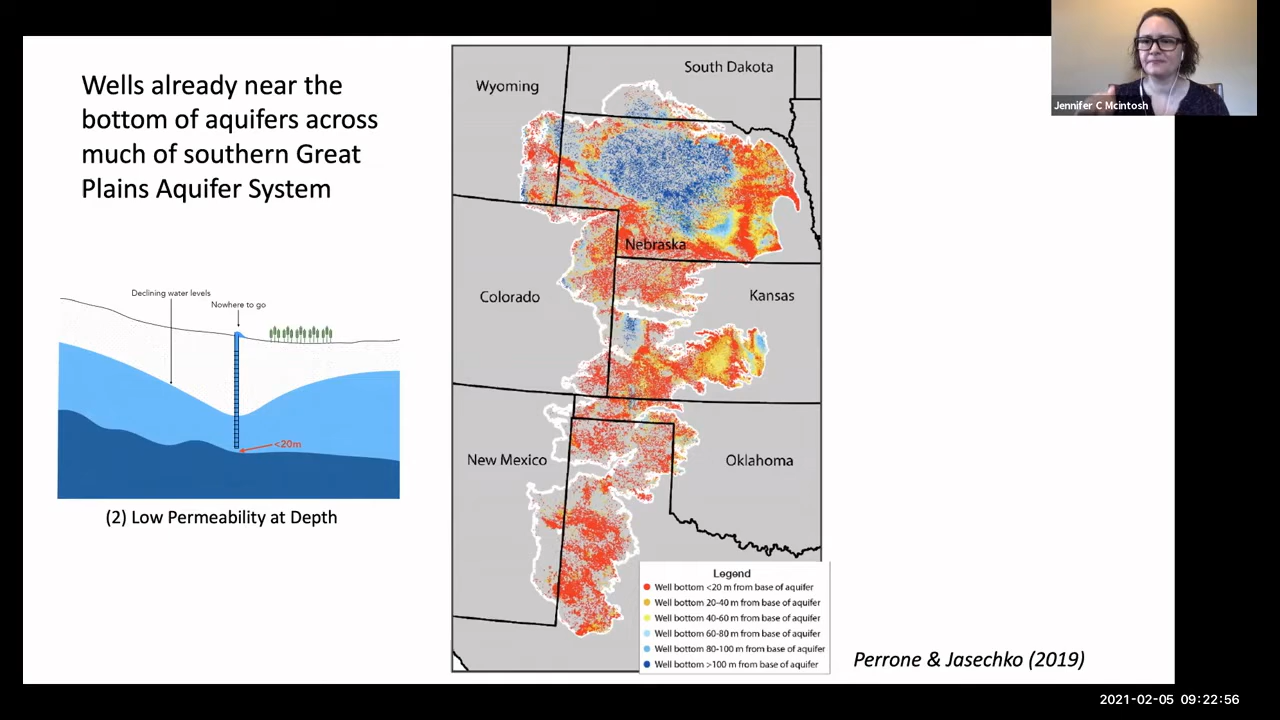 Wells already near the
bottom of aquifers across
much of southern Great
Plains Aquifer System
Declining water levels
Nowhere to go
<20m
(2) Low Permeability at Depth
Wyoming
South Dakota
Nebraska
Colorado
Kansas
New Mexico
Oklahoma
Legend
Well bottom <20 m from base of aquifer
Well bottom 20-40 m from base of aquifer
Well bottom 40-60 m from base of aquifer
Well bottom 60-80 m from base of aquifer
Well bottom 80-100 m from base of aquifer
Well bottom >100 m from base of aquifer
Perrone & Jasechko (2019)
Jennifer C Mcintosh
2021-02-05 09:22:56